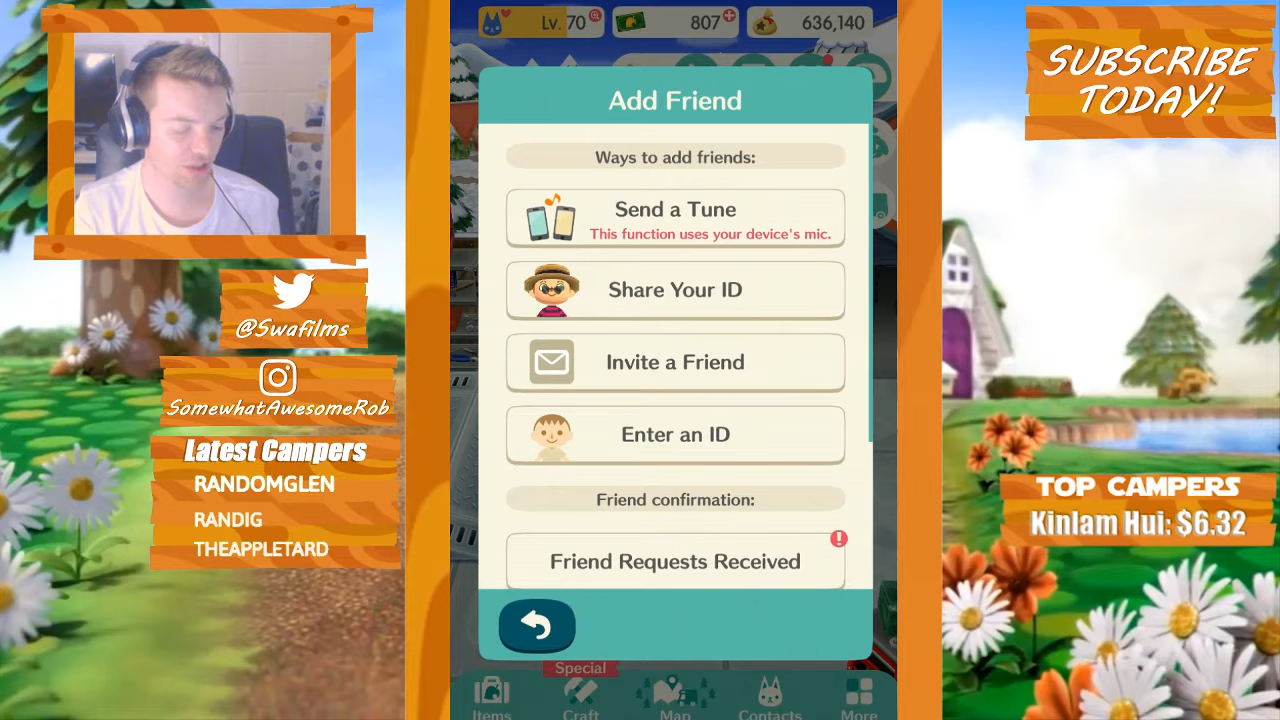 Lv. 70
807
636,140
SUBSCRIBE
TODAY!
Add Friend
Ways to add friends:
Send a Tune
This function uses your device's mic.
Share Your ID
Invite a Friend
Enter an ID
Friend confirmation:
Friend Requests Received
@Swafilms
SomewhatAwesomeRob
Latest Campers
RANDOMGLEN
RANDIG
THEAPPLETARD
TOP CAMPERS
Kinlam Hui: $6.32
Special
Items
Craft
Map
Contacts
More